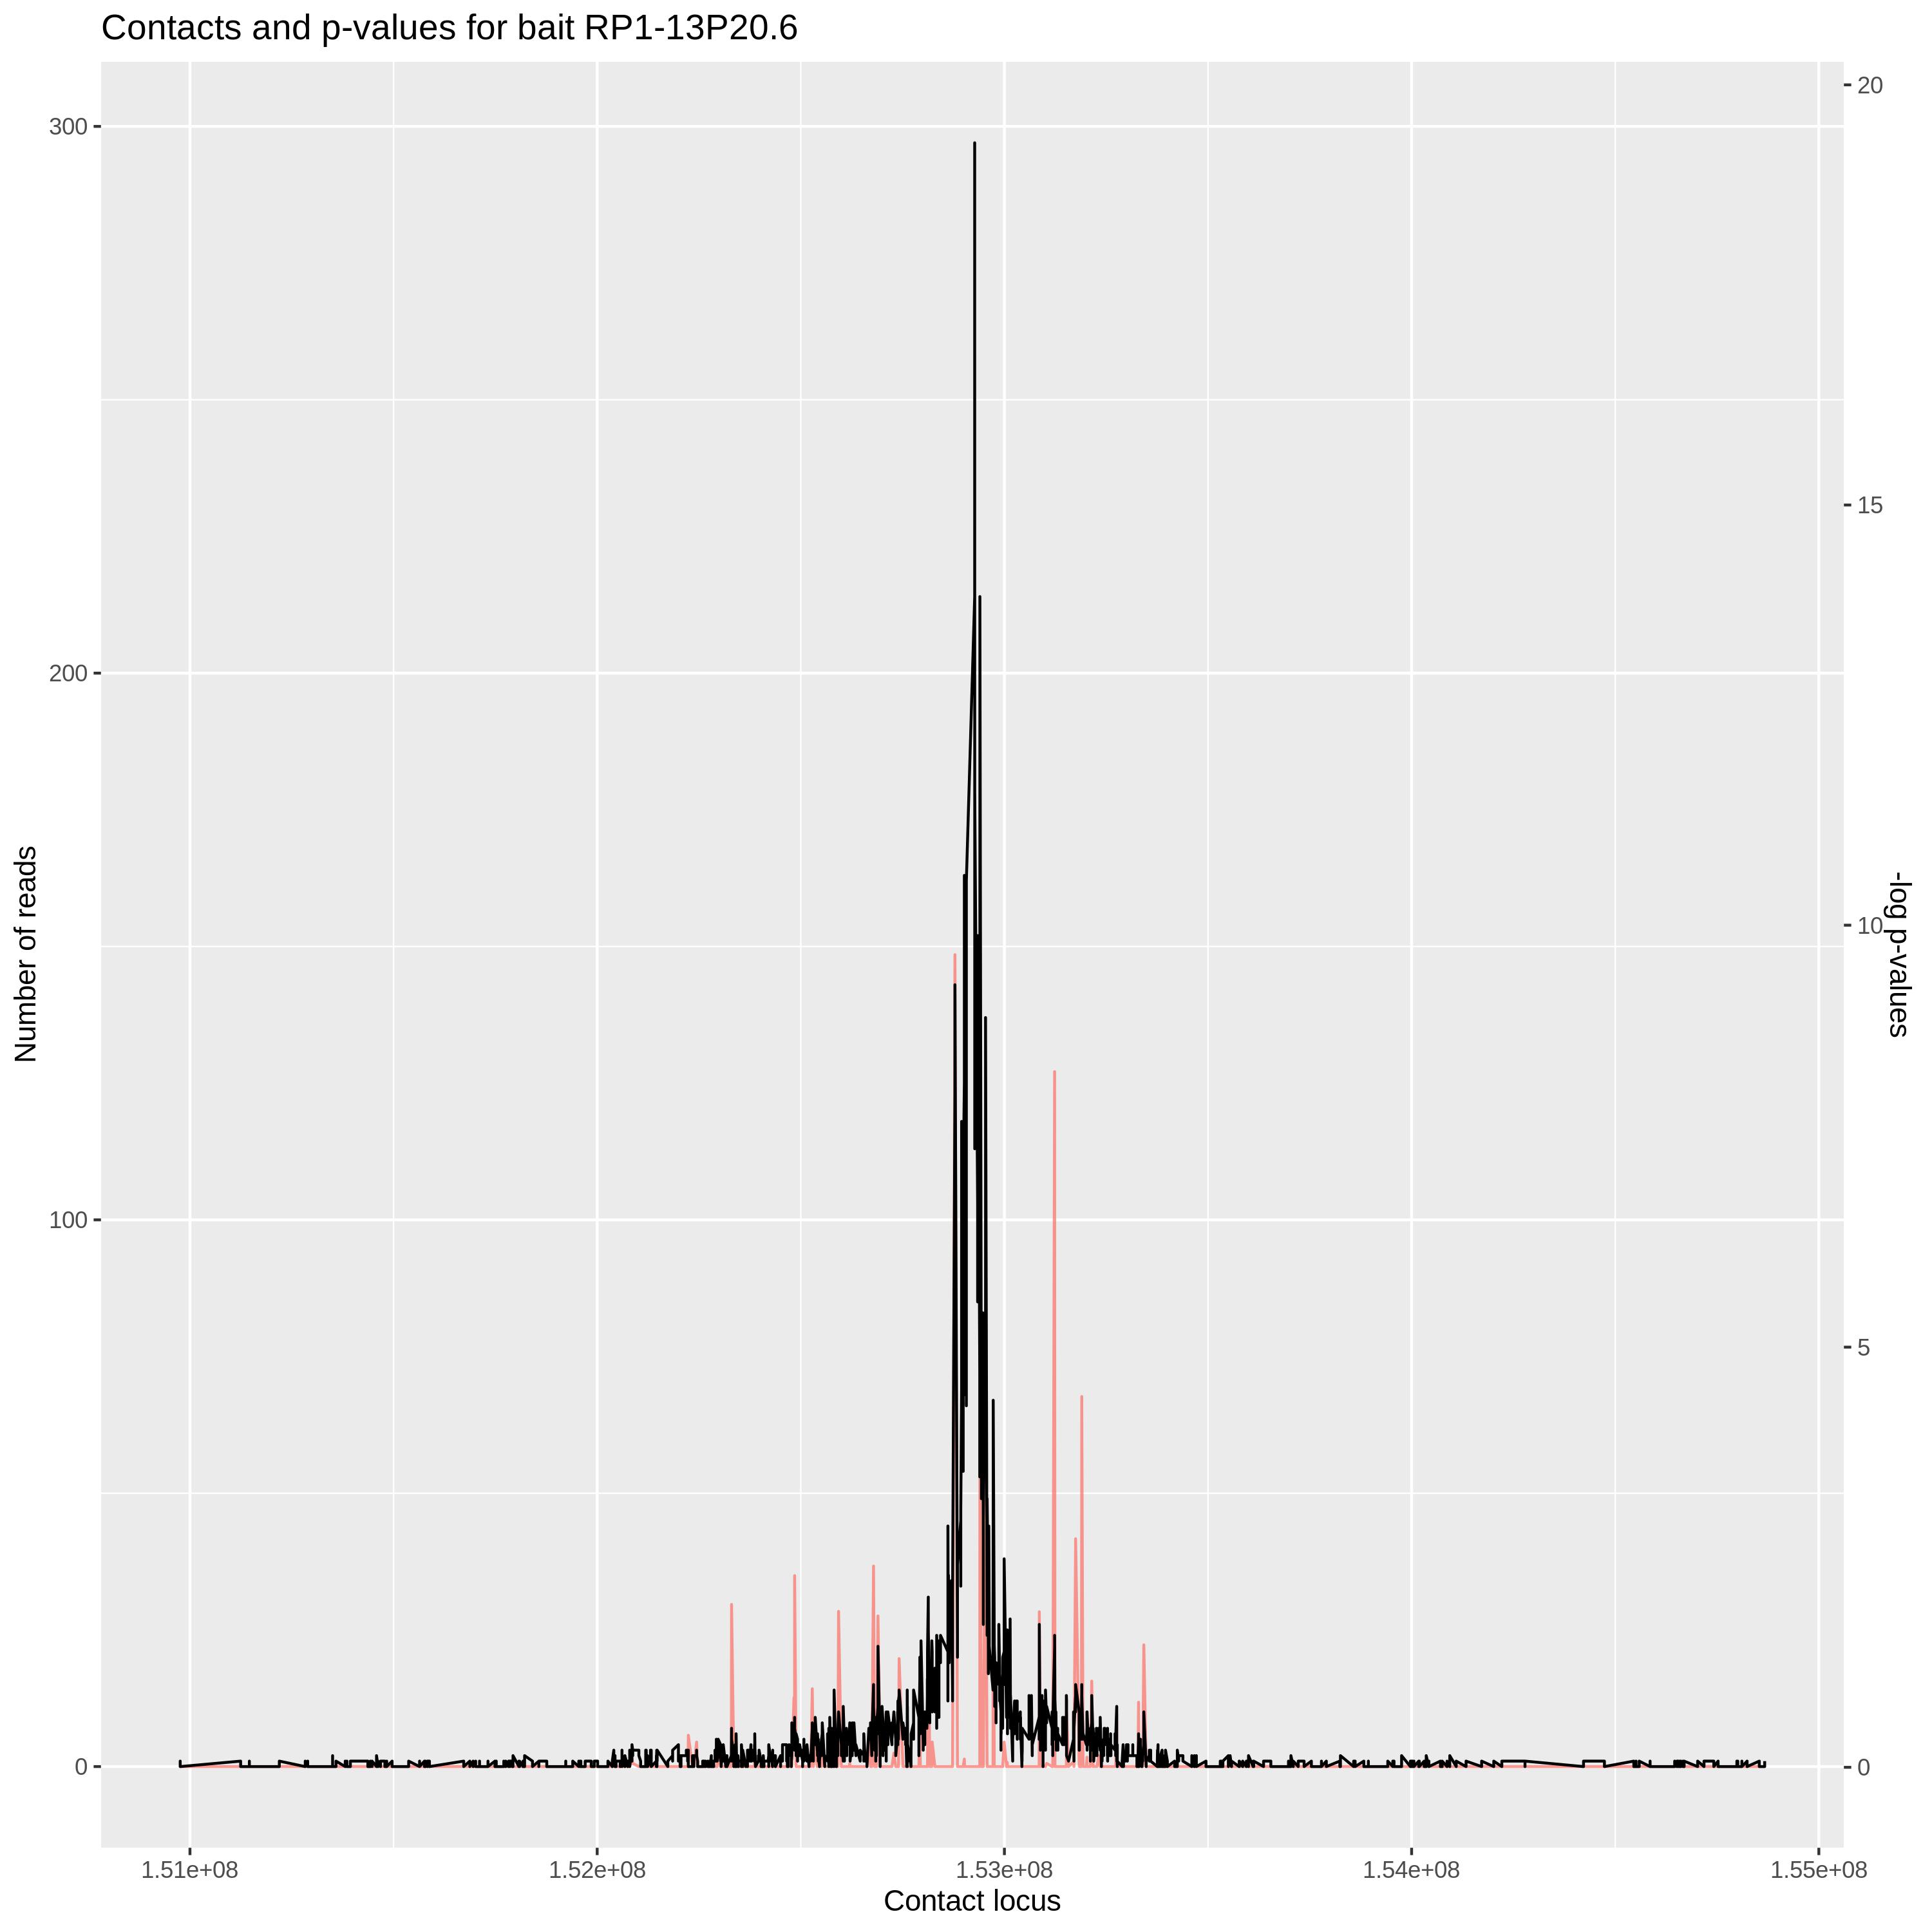 Contacts and p-values for bait RP1-13P20.6
300
200
100
0
20
15
10
5
0
Number of reads
-log p-values
1.51e+08
1.52e+08
1.53e+08
1.54e+08
1.55e+08
Contact locus